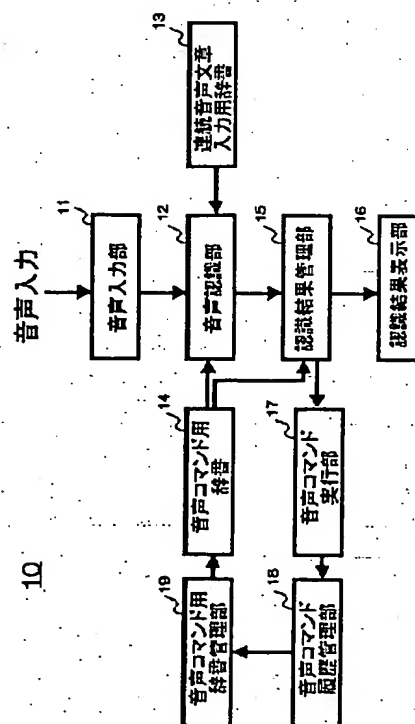 10
音声入力
11
音声入力部
12
音声認識部
13
連続音声文章
入力用辞書
14
音声コマンド用
辞書
15
認識結果管理部
16
認識結果表示部
17
音声コマンド
実行部
18
音声コマンド
履歴管理部
19
音声コマンド用
辞書管理部